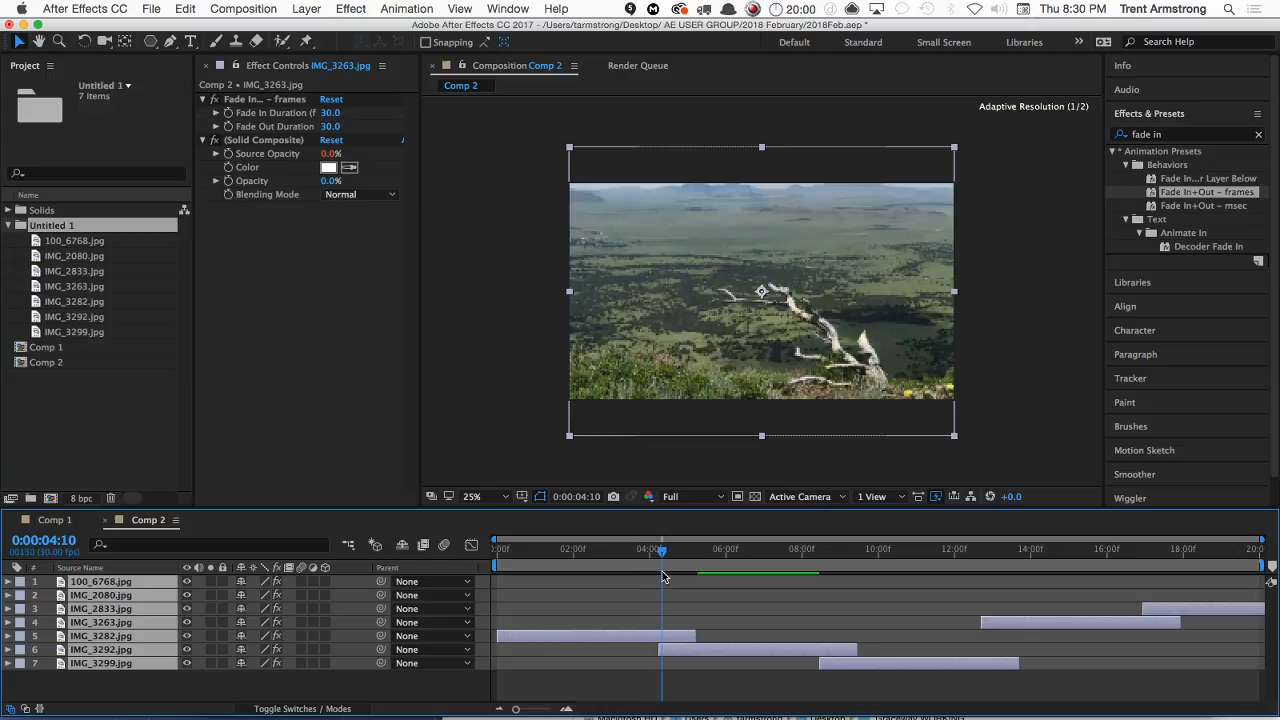 After Effects CC File Edit Composition Layer Effect Animation View Window Help 20:00 Thu 8:30 PM Trent Armstrong
Adobe After Effects CC 2017 - /Users/tarmstrong/Desktop/ AE USER GROUP/2018 February/2018Feb.aep *
Snapping Default Standard Small Screen Libraries Search Help
Project
Untitled 1
7 items
Name
Solids
Untitled 1
100_6768.jpg
IMG_2080.jpg
IMG_2833.jpg
IMG_3263.jpg
IMG_3282.jpg
IMG_3292.jpg
IMG_3299.jpg
Comp 1
Comp 2
8 bpc
Effect Controls IMG_3263.jpg
Comp 2 • IMG_3263.jpg
fx Fade In... – frames Reset
Fade In Duration (f 30.0
Fade Out Duration 30.0
fx (Solid Composite) Reset
Source Opacity 0.0%
Color
Opacity 0.0%
Blending Mode Normal
Composition Comp 2 Render Queue
Comp 2
Adaptive Resolution (1/2)
25% 0:00:04:10 Full Active Camera 1 View +0.0
Info
Audio
Effects & Presets
fade in
* Animation Presets
Behaviors
Fade In...r Layer Below
Fade In+Out – frames
Fade In+Out – msec
Text
Animate In
Decoder Fade In
Libraries
Align
Character
Paragraph
Tracker
Paint
Brushes
Motion Sketch
Smoother
Wiggler
Comp 1 Comp 2
0:00:04:10
00130 (30.00 fps)
:00f 02:00f 04:00f 06:00f 08:00f 10:00f 12:00f 14:00f 16:00f 18:00f 20:0
# Source Name Parent
1 100_6768.jpg None
2 IMG_2080.jpg None
3 IMG_2833.jpg None
4 IMG_3263.jpg None
5 IMG_3282.jpg None
6 IMG_3292.jpg None
7 IMG_3299.jpg None
Toggle Switches / Modes